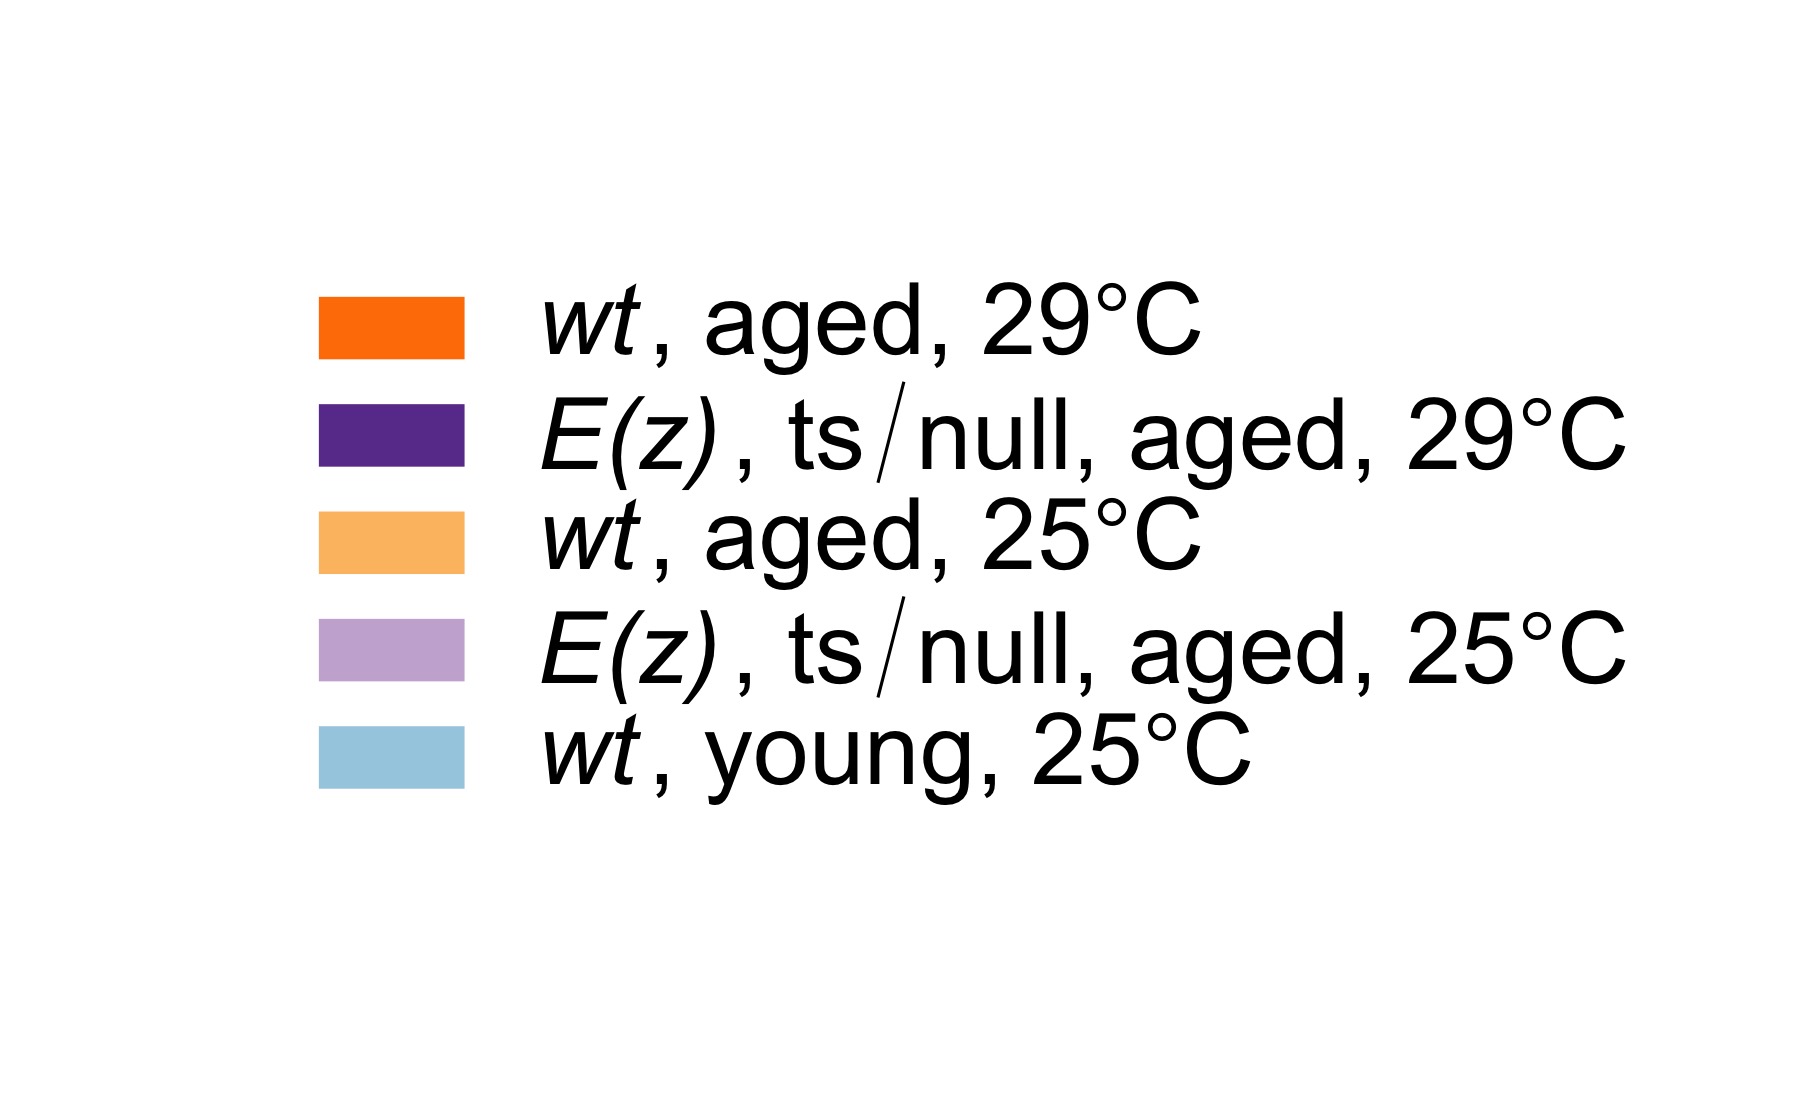 wt, aged, 29°C
E(z), ts/null, aged, 29°C
wt, aged, 25°C
E(z), ts/null, aged, 25°C
wt, young, 25°C